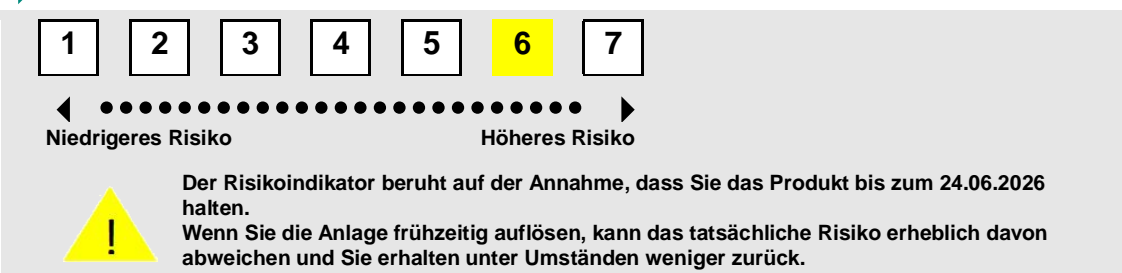 1 2 3 4 5 6 7
Niedrigeres Risiko Höheres Risiko
Der Risikoindikator beruht auf der Annahme, dass Sie das Produkt bis zum 24.06.2026
halten.
Wenn Sie die Anlage frühzeitig auflösen, kann das tatsächliche Risiko erheblich davon
abweichen und Sie erhalten unter Umständen weniger zurück.
!